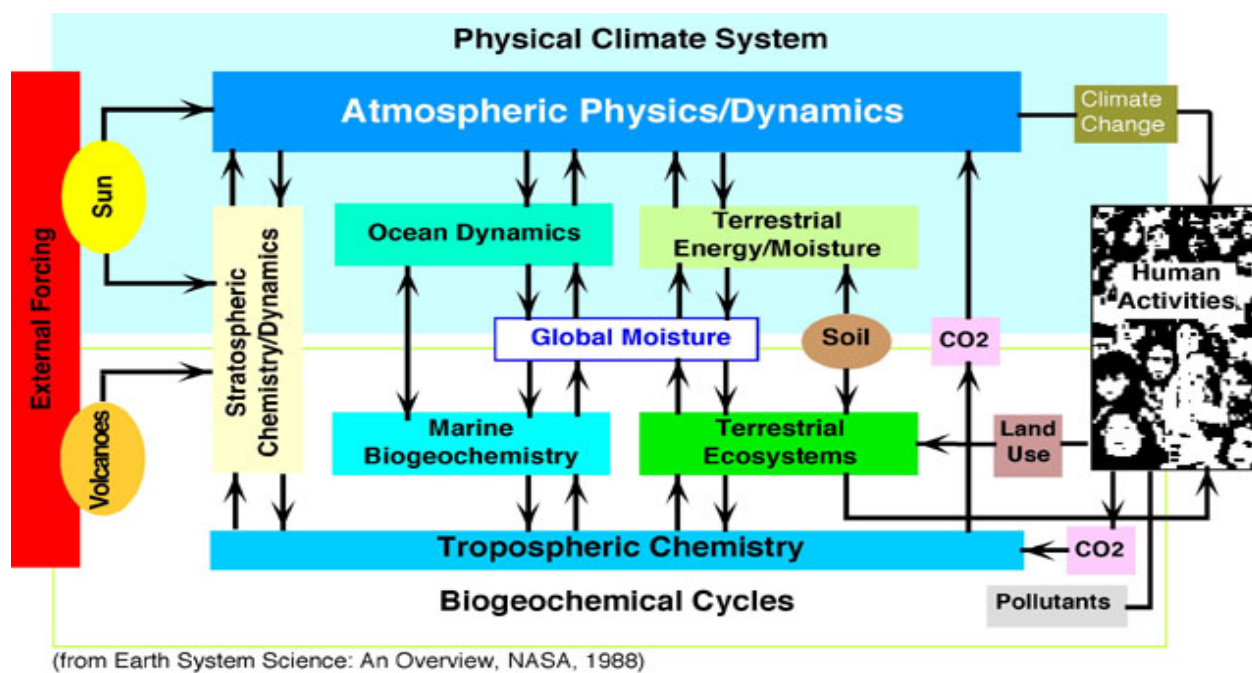 Physical Climate System
Atmospheric Physics/Dynamics
Climate
Change
External Forcing
Sun
Stratospheric
Chemistry/Dynamics
Ocean Dynamics
Terrestrial
Energy/Moisture
Human
Activities
Global Moisture
Soil
CO2
Volcanoes
Marine
Biogeochemistry
Terrestrial
Ecosystems
Land
Use
Tropospheric Chemistry
CO2
Biogeochemical Cycles
Pollutants
(from Earth System Science: An Overview, NASA, 1988)